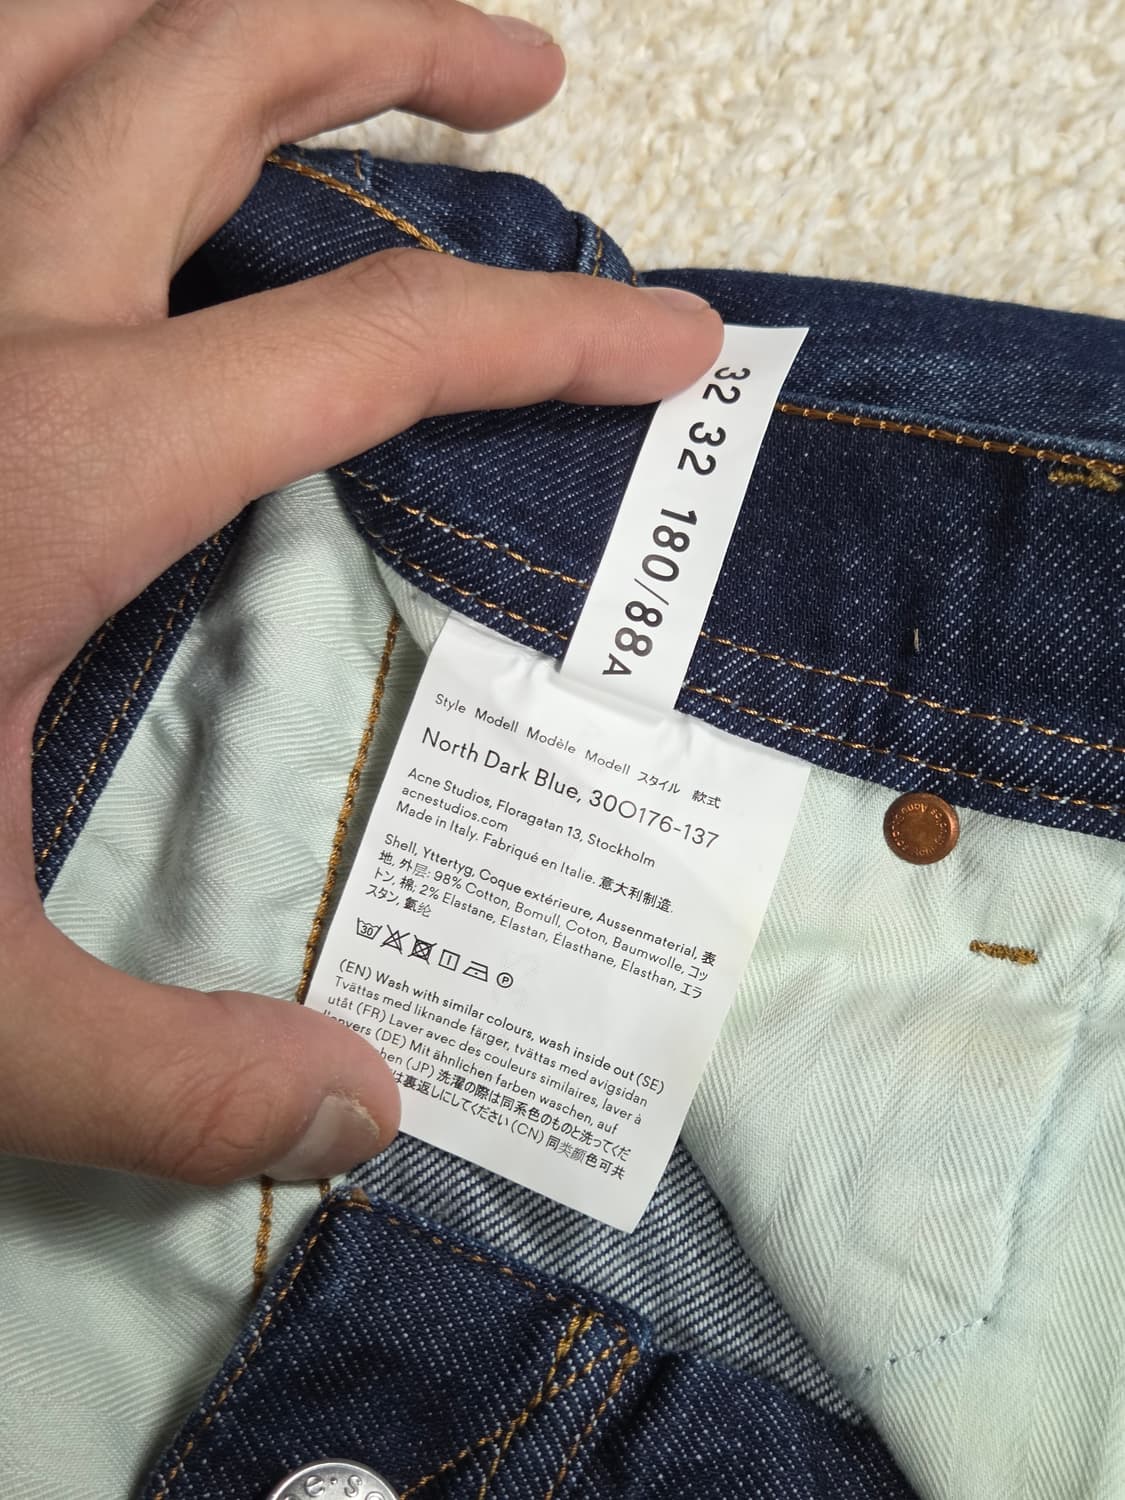 32 32 180/88A
Style Modell Modèle Modell スタイル 款式
North Dark Blue, 30O176-137
Acne Studios, Floragatan 13, Stockholm
acnestudios.com
Made in Italy. Fabriqué en Italie. 意大利制造.
Shell, Yttertyg, Coque extérieure, Aussenmaterial, 表
地, 外层: 98% Cotton, Bomull, Coton, Baumwolle, コッ
トン, 棉, 2% Elastane, Elastan, Élasthane, Elasthan, エラ
スタン, 氨纶
30 P
(EN) Wash with similar colours, wash inside out (SE)
Tvättas med liknande färger, tvättas med avigsidan
utåt (FR) Laver avec des couleurs similaires, laver à
l'envers (DE) Mit ähnlichen farben waschen, auf
hen (JP) 洗濯の際は同系色のものと洗ってくだ
は裏返しにしてください (CN) 同类颜色可共